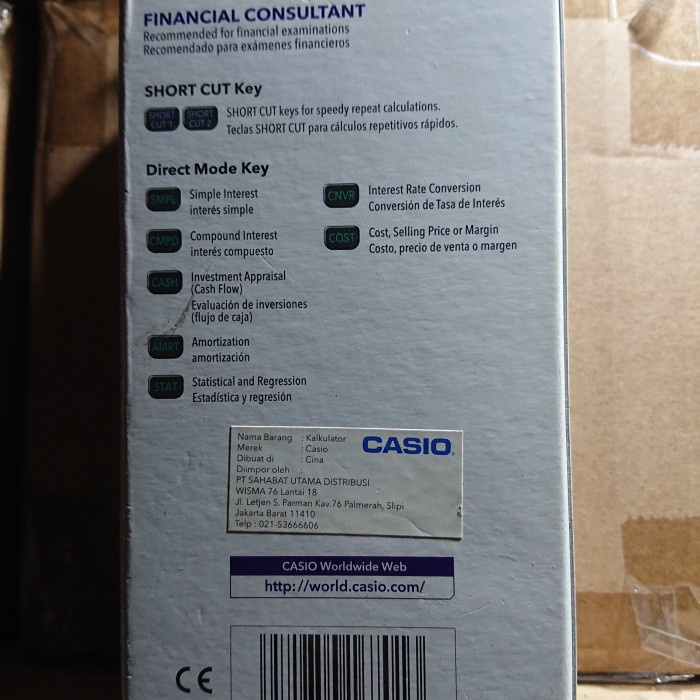 FINANCIAL CONSULTANT
Recommended for financial examinations
Recomendado para exámenes financieros
SHORT CUT Key
SHORT CUT 1
SHORT CUT 2
SHORT CUT keys for speedy repeat calculations.
Teclas SHORT CUT para cálculos repetitivos rápidos.
Direct Mode Key
SMPL
Simple Interest
interés simple
CMPD
Compound Interest
interés compuesto
CASH
Investment Appraisal
(Cash Flow)
Evaluación de inversiones
(flujo de caja)
AMRT
Amortization
amortización
STAT
Statistical and Regression
Estadística y regresión
CNVR
Interest Rate Conversion
Conversión de Tasa de Interés
COST
Cost, Selling Price or Margin
Costo, precio de venta o margen
Nama Barang : Kalkulator
Merek : Casio
Dibuat di : Cina
Diimpor oleh :
PT SAHABAT UTAMA DISTRIBUSI
WISMA 76 Lantai 18
Jl. Letjen S. Parman Kav.76 Palmerah, Slipi
Jakarta Barat 11410
Telp : 021-53666606
CASIO
CASIO Worldwide Web
http://world.casio.com/
CE